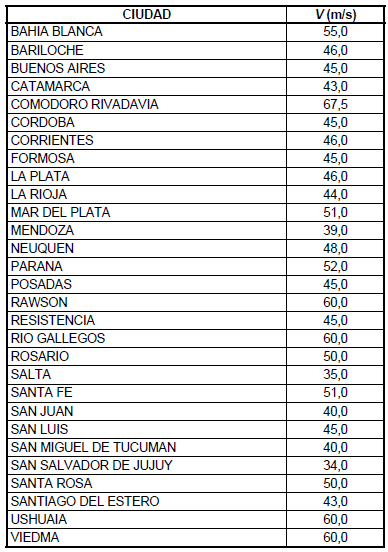 CIUDAD V (m/s)
BAHIA BLANCA 55,0
BARILOCHE 46,0
BUENOS AIRES 45,0
CATAMARCA 43,0
COMODORO RIVADAVIA 67,5
CORDOBA 45,0
CORRIENTES 46,0
FORMOSA 45,0
LA PLATA 46,0
LA RIOJA 44,0
MAR DEL PLATA 51,0
MENDOZA 39,0
NEUQUEN 48,0
PARANA 52,0
POSADAS 45,0
RAWSON 60,0
RESISTENCIA 45,0
RIO GALLEGOS 60,0
ROSARIO 50,0
SALTA 35,0
SANTA FE 51,0
SAN JUAN 40,0
SAN LUIS 45,0
SAN MIGUEL DE TUCUMAN 40,0
SAN SALVADOR DE JUJUY 34,0
SANTA ROSA 50,0
SANTIAGO DEL ESTERO 43,0
USHUAIA 60,0
VIEDMA 60,0